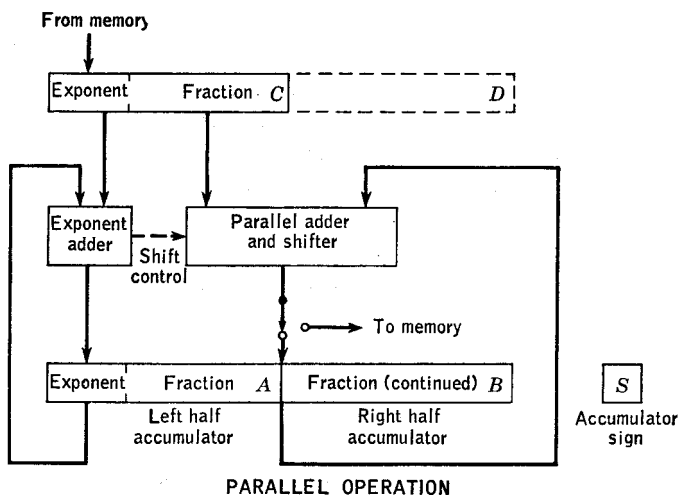 From memory
Exponent Fraction C D
Exponent
adder
Parallel adder
and shifter
Shift
control
To memory
Exponent Fraction A Fraction (continued) B S
Left half
accumulator
Right half
accumulator
Accumulator
sign
PARALLEL OPERATION